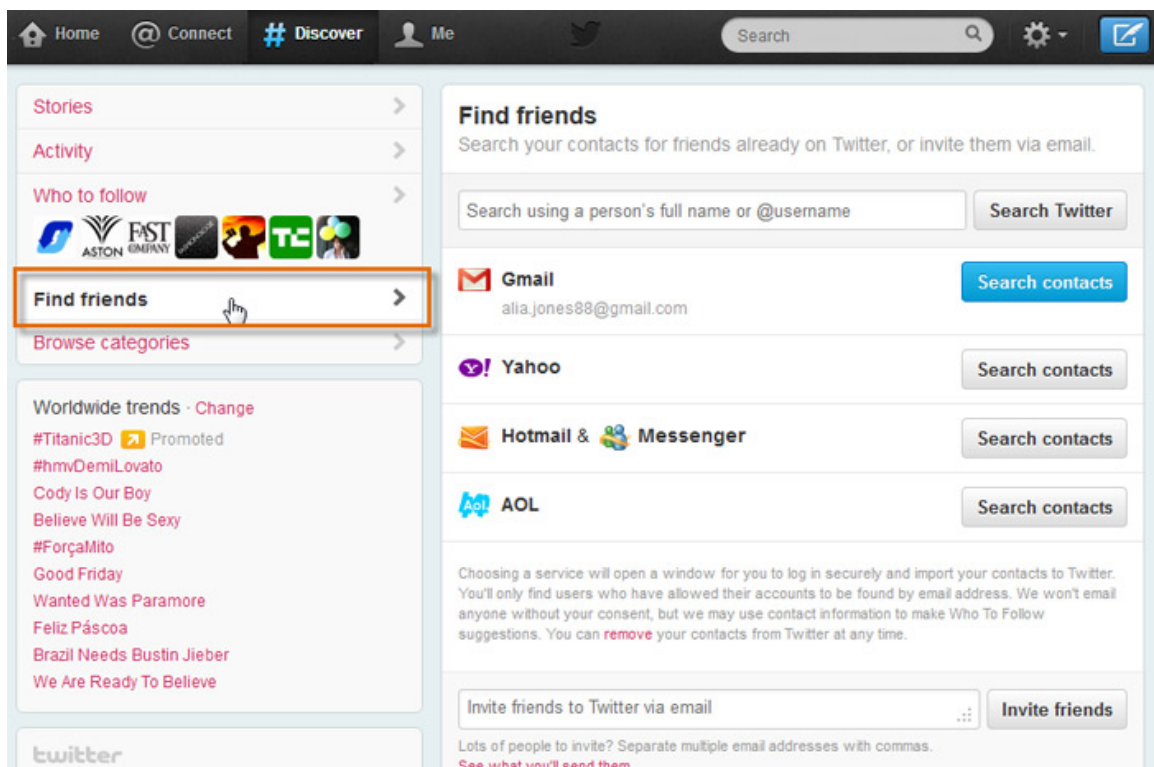 Home
Connect
Discover
Me
Search
Stories
Activity
Who to follow
ASTON
FAST COMPANY
TC
Find friends
Browse categories
Worldwide trends · Change
#Titanic3D Promoted
#hmvDemiLovato
Cody Is Our Boy
Believe Will Be Sexy
#ForçaMito
Good Friday
Wanted Was Paramore
Feliz Páscoa
Brazil Needs Bustin Jieber
We Are Ready To Believe
twitter
Find friends
Search your contacts for friends already on Twitter, or invite them via email.
Search using a person's full name or @username
Search Twitter
Gmail
alia.jones88@gmail.com
Search contacts
Y! Yahoo
Search contacts
Hotmail & Messenger
Search contacts
Aol. AOL
Search contacts
Choosing a service will open a window for you to log in securely and import your contacts to Twitter.
You'll only find users who have allowed their accounts to be found by email address. We won't email
anyone without your consent, but we may use contact information to make Who To Follow
suggestions. You can remove your contacts from Twitter at any time.
Invite friends to Twitter via email
Invite friends
Lots of people to invite? Separate multiple email addresses with commas.
See what you'll send them